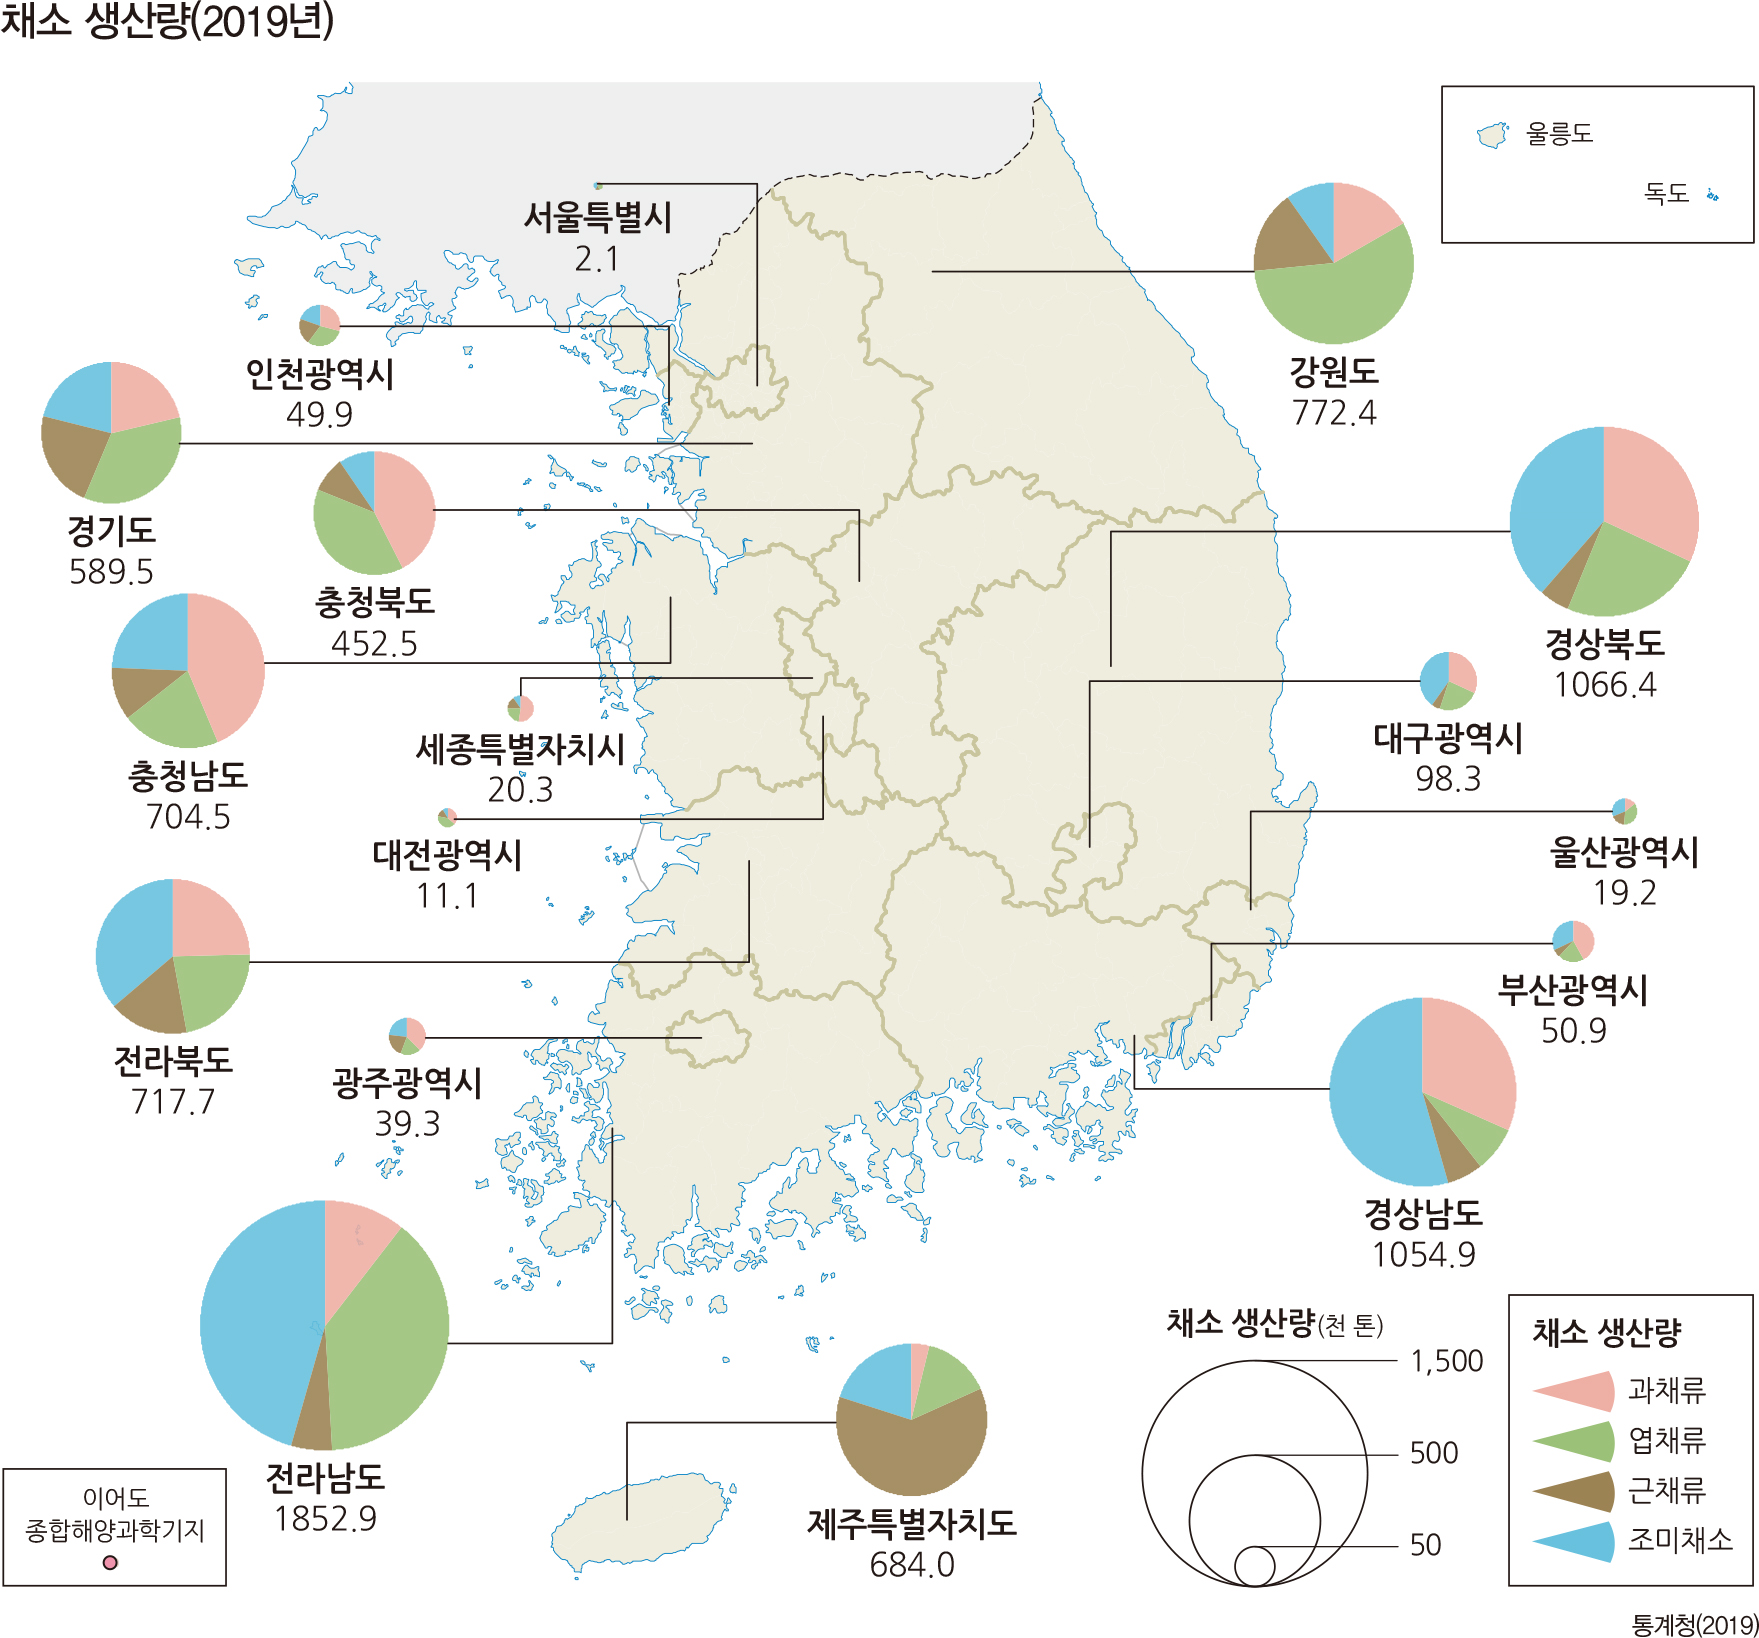 채소 생산량(2019년)
울릉도
독도
서울특별시
2.1
인천광역시
49.9
강원도
772.4
경기도
589.5
충청북도
452.5
경상북도
1066.4
충청남도
704.5
세종특별자치시
20.3
대구광역시
98.3
대전광역시
11.1
울산광역시
19.2
전라북도
717.7
부산광역시
50.9
광주광역시
39.3
경상남도
1054.9
전라남도
1852.9
제주특별자치도
684.0
이어도
종합해양과학기지
채소 생산량(천 톤)
1,500
500
50
채소 생산량
과채류
엽채류
근채류
조미채소
통계청(2019)